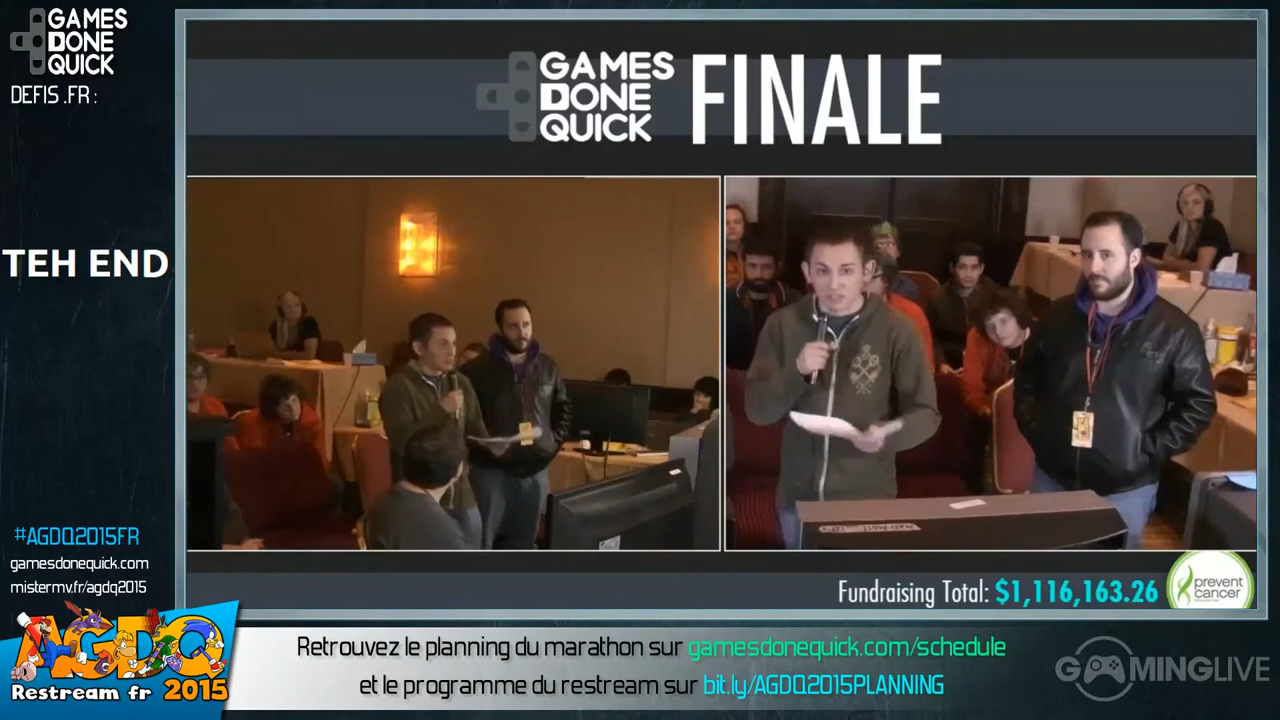 GAMES
DONE
QUICK
DEFIS .FR :
TEH END
#AGDQ2015FR
gamesdonequick.com
mistermv.fr/agdq2015
AGDQ
Restream fr 2015
GAMES
DONE
QUICK
FINALE
Fundraising Total: $1,116,163.26
prevent
cancer
Retrouvez le planning du marathon sur gamesdonequick.com/schedule
et le programme du restream sur bit.ly/AGDQ2015PLANNING
GAMINGLIVE